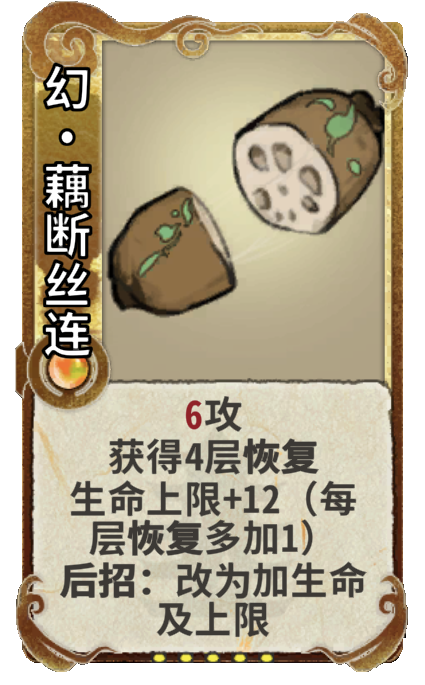 幻·藕断丝连
6攻
获得4层恢复
生命上限+12（每
层恢复多加1）
后招：改为加生命
及上限